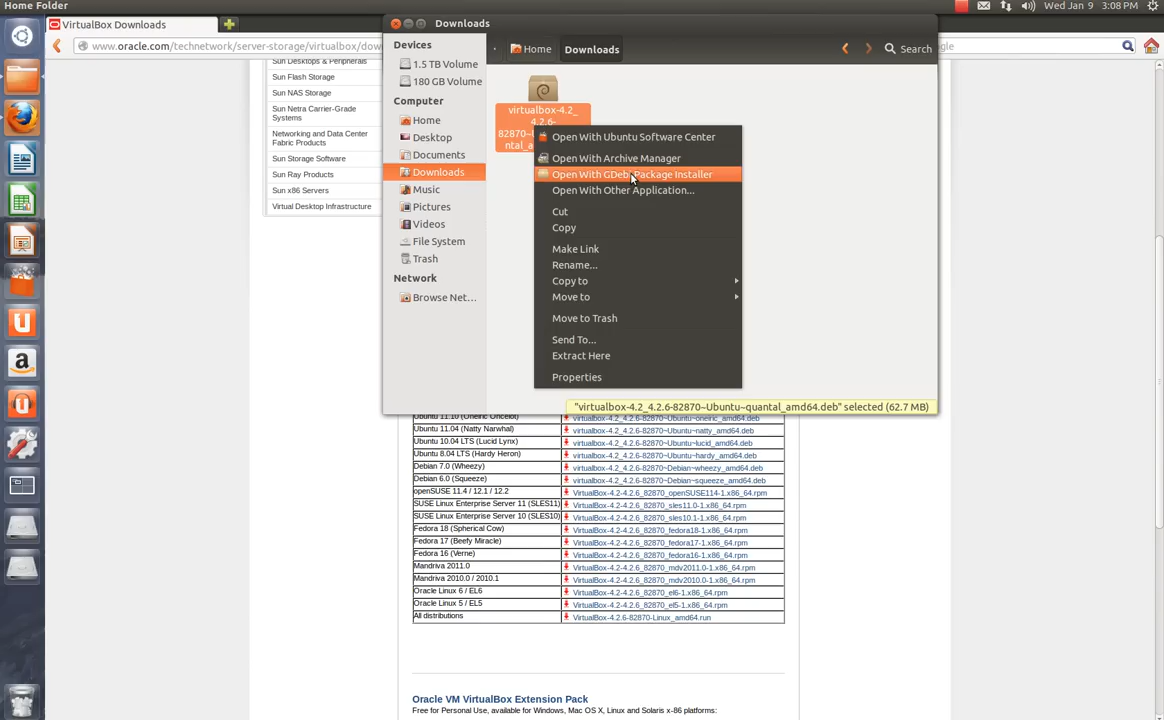 Home Folder
Wed Jan 9 3:08 PM
VirtualBox Downloads
Downloads
www.oracle.com/technetwork/server-storage/virtualbox/dow
Devices
1.5 TB Volume
180 GB Volume
Computer
Home
Desktop
Documents
Downloads
Music
Pictures
Videos
File System
Trash
Network
Browse Net…
Home
Downloads
Search
Sun Desktops & Peripherals
Sun Flash Storage
Sun NAS Storage
Sun Netra Carrier-Grade
Systems
Networking and Data Center
Fabric Products
Sun Storage Software
Sun Ray Products
Sun x86 Servers
Virtual Desktop Infrastructure
virtualbox-4.2_
4.2.6-
82870~
Open With Ubuntu Software Center
Open With Archive Manager
Open With GDebi Package Installer
Open With Other Application...
Cut
Copy
Make Link
Rename...
Copy to
Move to
Move to Trash
Send To...
Extract Here
Properties
"virtualbox-4.2_4.2.6-82870~Ubuntu~quantal_amd64.deb" selected (62.7 MB)
Ubuntu 11.10 (Oneiric Ocelot) virtualbox-4.2_4.2.6-82870~Ubuntu~oneiric_amd64.deb
Ubuntu 11.04 (Natty Narwhal) virtualbox-4.2_4.2.6-82870~Ubuntu~natty_amd64.deb
Ubuntu 10.04 LTS (Lucid Lynx) virtualbox-4.2_4.2.6-82870~Ubuntu~lucid_amd64.deb
Ubuntu 8.04 LTS (Hardy Heron) virtualbox-4.2_4.2.6-82870~Ubuntu~hardy_amd64.deb
Debian 7.0 (Wheezy) virtualbox-4.2_4.2.6-82870~Debian~wheezy_amd64.deb
Debian 6.0 (Squeeze) virtualbox-4.2_4.2.6-82870~Debian~squeeze_amd64.deb
openSUSE 11.4 / 12.1 / 12.2 VirtualBox-4.2-4.2.6_82870_openSUSE114-1.x86_64.rpm
SUSE Linux Enterprise Server 11 (SLES11) VirtualBox-4.2-4.2.6_82870_sles11.0-1.x86_64.rpm
SUSE Linux Enterprise Server 10 (SLES10) VirtualBox-4.2-4.2.6_82870_sles10.1-1.x86_64.rpm
Fedora 18 (Spherical Cow) VirtualBox-4.2-4.2.6_82870_fedora18-1.x86_64.rpm
Fedora 17 (Beefy Miracle) VirtualBox-4.2-4.2.6_82870_fedora17-1.x86_64.rpm
Fedora 16 (Verne) VirtualBox-4.2-4.2.6_82870_fedora16-1.x86_64.rpm
Mandriva 2011.0 VirtualBox-4.2-4.2.6_82870_mdv2011.0-1.x86_64.rpm
Mandriva 2010.0 / 2010.1 VirtualBox-4.2-4.2.6_82870_mdv2010.0-1.x86_64.rpm
Oracle Linux 6 / EL6 VirtualBox-4.2-4.2.6_82870_el6-1.x86_64.rpm
Oracle Linux 5 / EL5 VirtualBox-4.2-4.2.6_82870_el5-1.x86_64.rpm
All distributions VirtualBox-4.2.6-82870-Linux_amd64.run
Oracle VM VirtualBox Extension Pack
Free for Personal Use, available for Windows, Mac OS X, Linux and Solaris x-86 platforms: